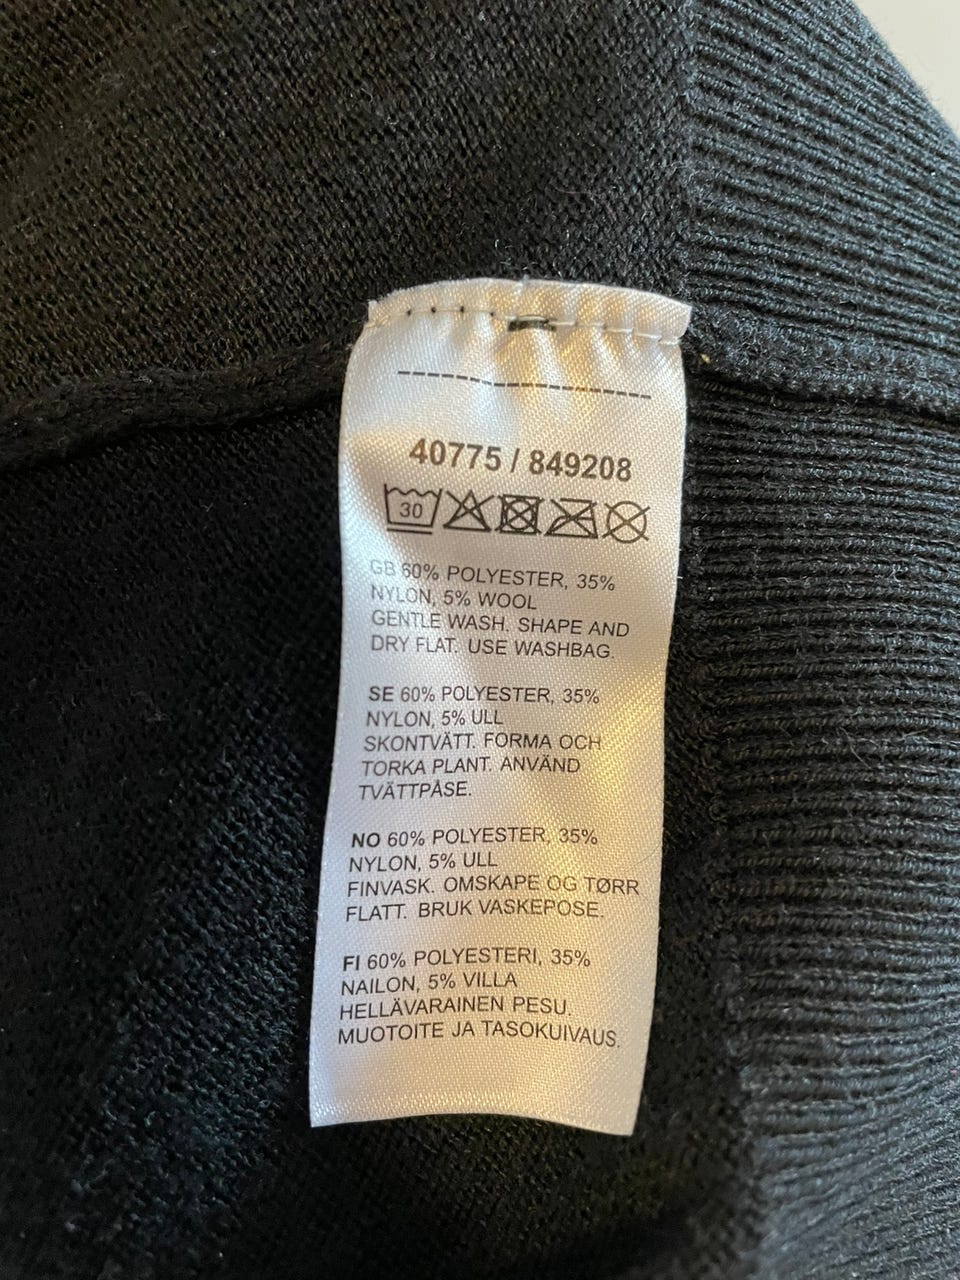 40775 / 849208
30
GB 60% POLYESTER, 35%
NYLON, 5% WOOL
GENTLE WASH. SHAPE AND
DRY FLAT. USE WASHBAG.
SE 60% POLYESTER, 35%
NYLON, 5% ULL
SKONTVÄTT. FORMA OCH
TORKA PLANT. ANVÄND
TVÄTTPÅSE.
NO 60% POLYESTER, 35%
NYLON, 5% ULL
FINVASK. OMSKAPE OG TØRR
FLATT. BRUK VASKEPOSE.
FI 60% POLYESTERI, 35%
NAILON, 5% VILLA
HELLÄVARAINEN PESU.
MUOTOITE JA TASOKUIVAUS.